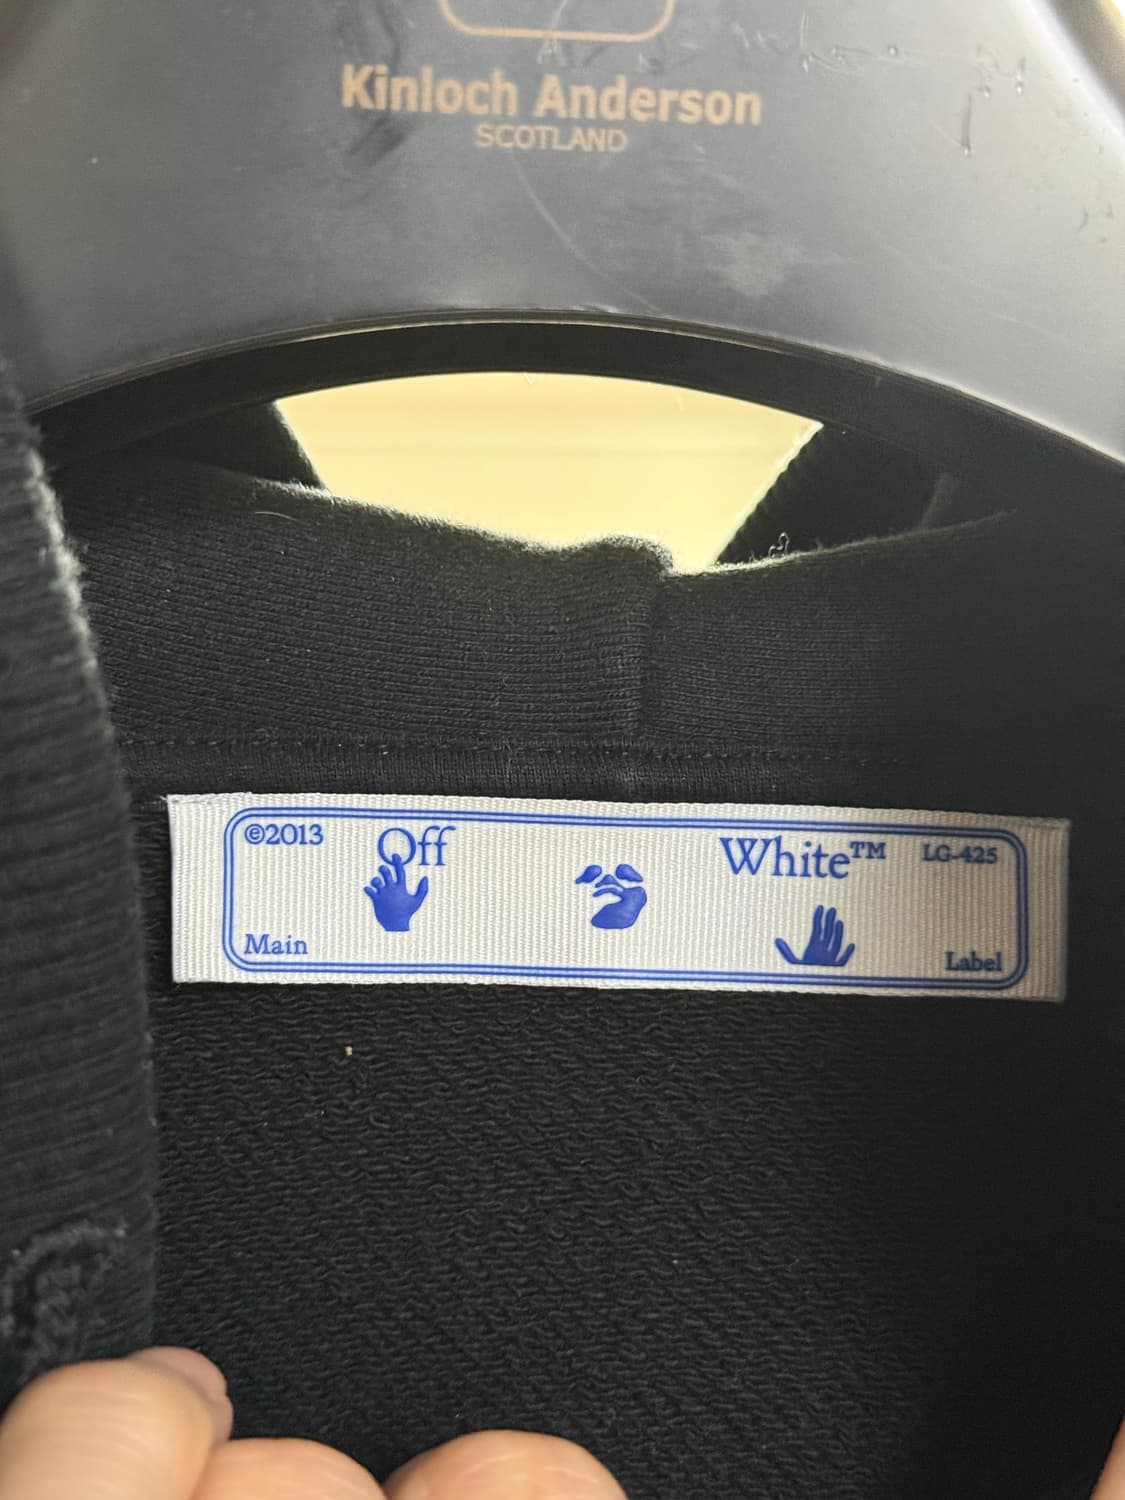 Kinloch Anderson
SCOTLAND
©2013 Off White™ LG-425
Main Label